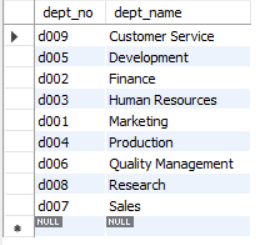 dept_no dept_name
d009 Customer Service
d005 Development
d002 Finance
d003 Human Resources
d001 Marketing
d004 Production
d006 Quality Management
d008 Research
d007 Sales
NULL NULL